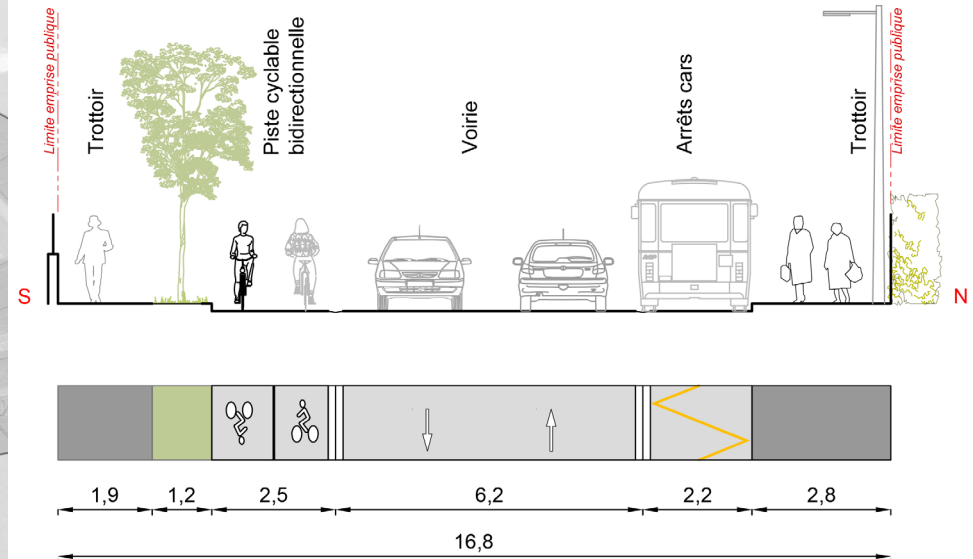 Limite emprise publique
Trottoir
Piste cyclable
bidirectionnelle
Voirie
Arrêts cars
Trottoir
Limite emprise publique
S
N
1,9
1,2
2,5
6,2
2,2
2,8
16,8